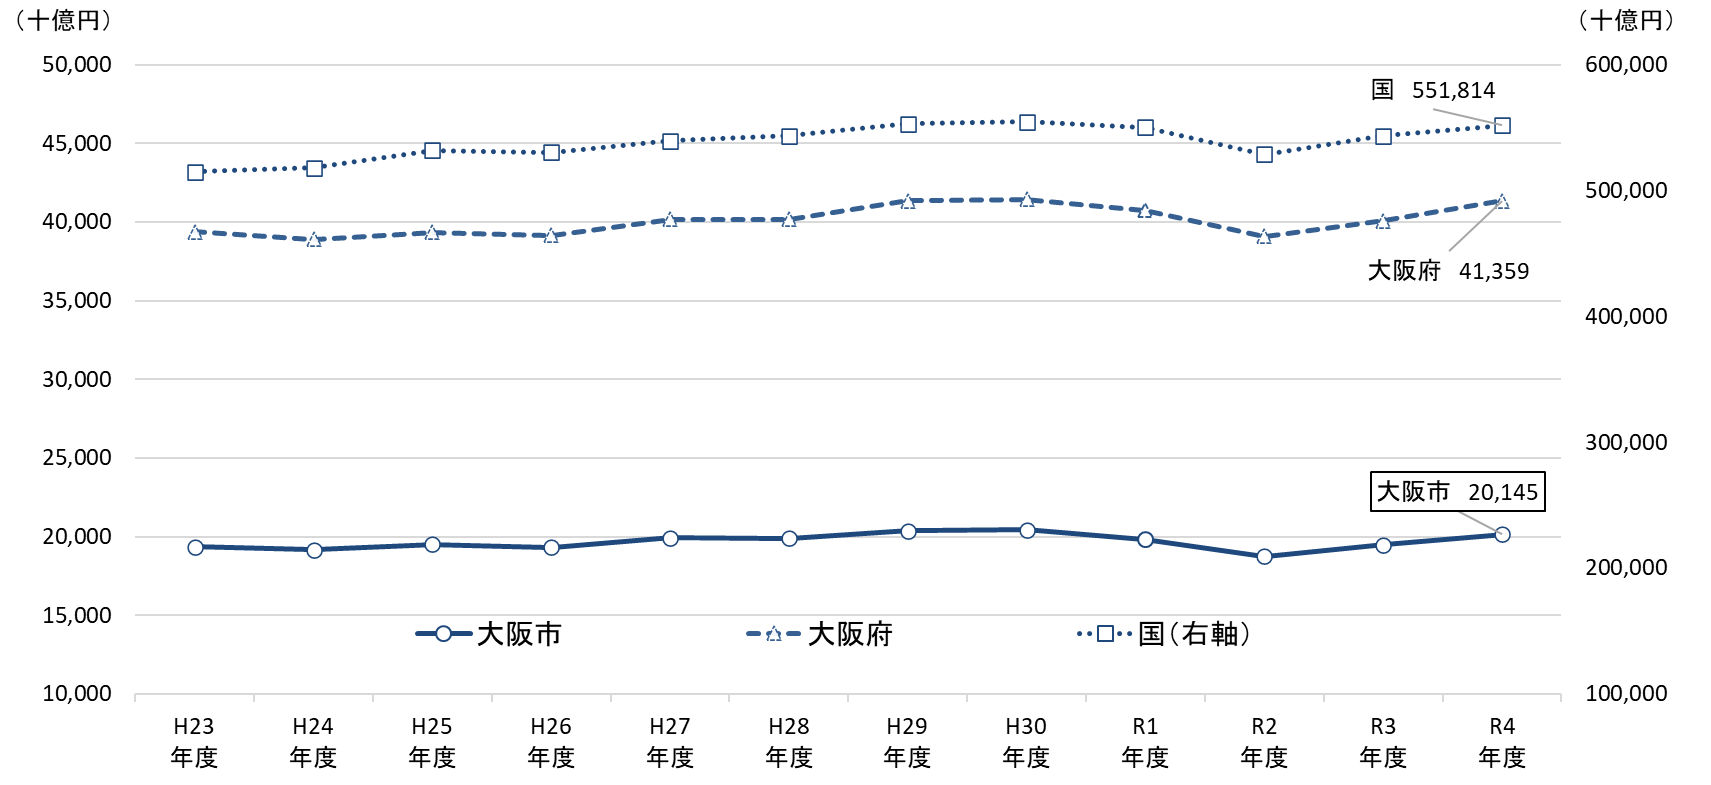 （十億円）
（十億円）
50,000
45,000
40,000
35,000
30,000
25,000
20,000
15,000
10,000
600,000
500,000
400,000
300,000
200,000
100,000
国 551,814
大阪府 41,359
大阪市 20,145
大阪市 大阪府 国（右軸）
H23 H24 H25 H26 H27 H28 H29 H30 R1 R2 R3 R4
年度 年度 年度 年度 年度 年度 年度 年度 年度 年度 年度 年度